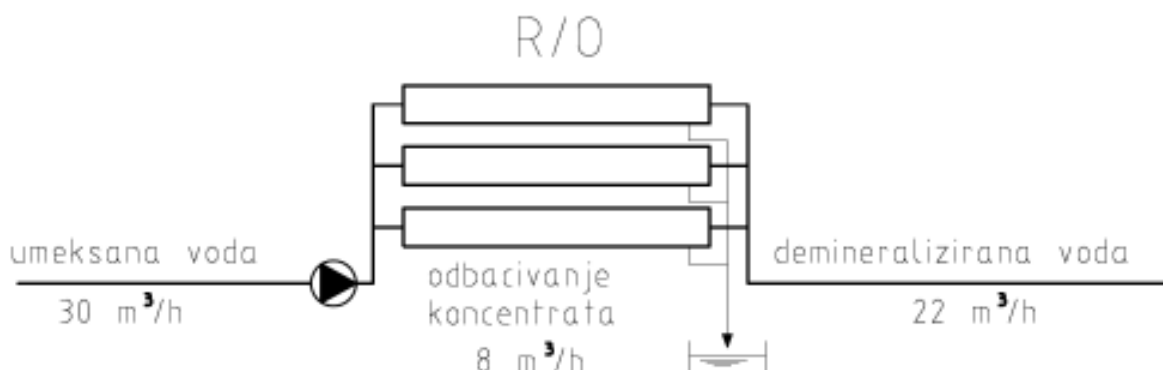 R/O
umeksana voda
30 m³/h
odbacivanje
koncentrata
8 m³/h
demineralizirana voda
22 m³/h